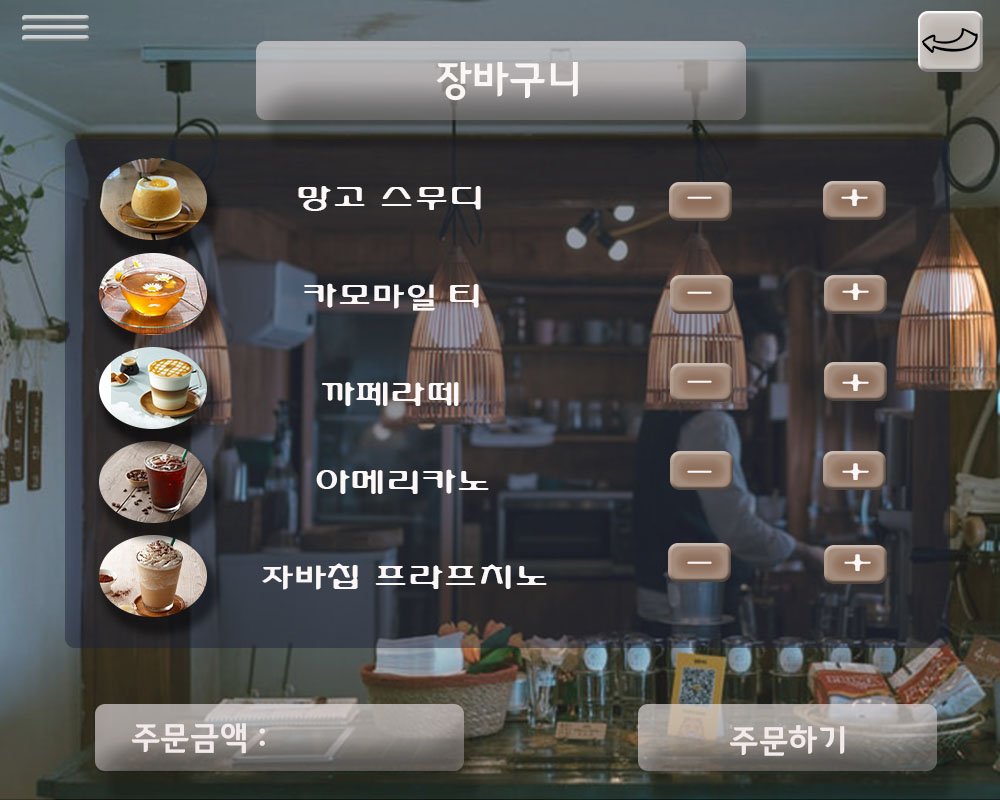 장바구니
망고 스무디
카모마일 티
까페라떼
아메리카노
자바칩 프라프치노
주문금액 :
주문하기